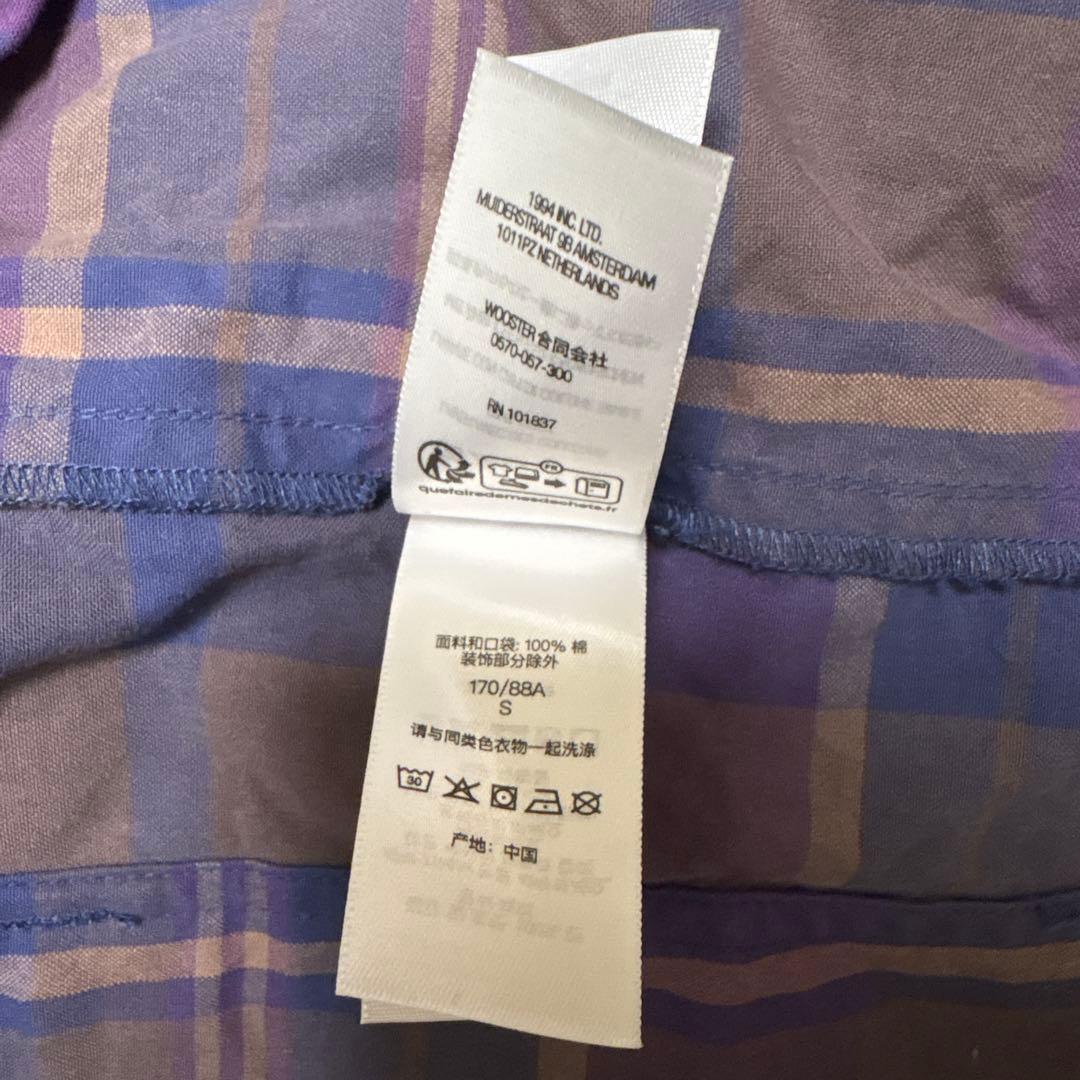 1994 INC. LTD.
MUIDERSTRAAT 9B AMSTERDAM
1011PZ NETHERLANDS
WOOSTER合同会社
0570-057-300
RN 101837
FR
quefairedemesdechets.fr
面料和口袋: 100% 棉
装饰部分除外
170/88A
S
请与同类色衣物一起洗涤
30
产地: 中国